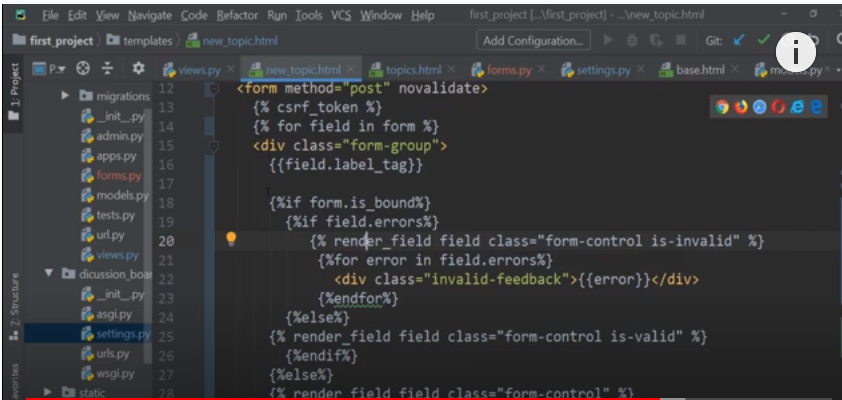 File Edit View Navigate Code Refactor Run Tools VCS Window Help first_project [...\first_project] - ...\new_topic.html
first_project templates new_topic.html Add Configuration... Git:
1: Project
P..
views.py new_topic.html topics.html forms.py settings.py base.html models.py
migrations
__init__.py
admin.py
apps.py
forms.py
models.py
tests.py
url.py
views.py
dicussion_boar
__init__.py
asgi.py
settings.py
urls.py
wsgi.py
static
7: Structure
avorites
12 <form method="post" novalidate>
13 {% csrf_token %}
14 {% for field in form %}
15 <div class="form-group">
16 {{field.label_tag}}
17
18 {%if form.is_bound%}
19 {%if field.errors%}
20 {% render_field field class="form-control is-invalid" %}
21 {%for error in field.errors%}
22 <div class="invalid-feedback">{{error}}</div>
23 {%endfor%}
24 {%else%}
25 {% render_field field class="form-control is-valid" %}
26 {%endif%}
27 {%else%}
28 {% render_field field class="form-control" %}